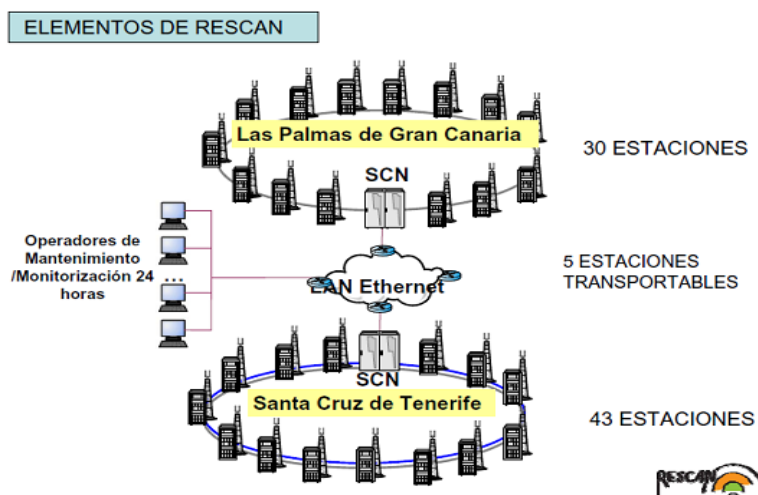 ELEMENTOS DE RESCAN
Las Palmas de Gran Canaria
30 ESTACIONES
SCN
Operadores de
Mantenimiento
/Monitorización 24
horas
...
LAN Ethernet
5 ESTACIONES
TRANSPORTABLES
SCN
Santa Cruz de Tenerife
43 ESTACIONES
RESCAN